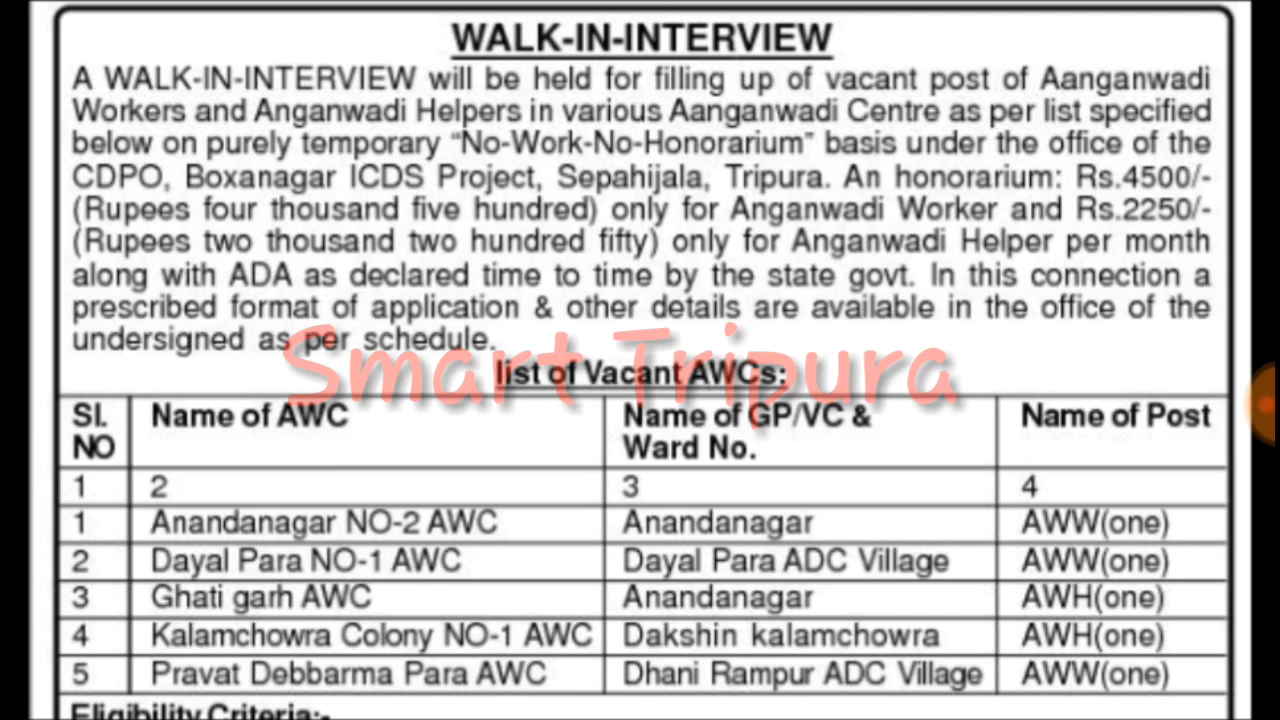 WALK-IN-INTERVIEW
A WALK-IN-INTERVIEW will be held for filling up of vacant post of Aanganwadi
Workers and Anganwadi Helpers in various Aanganwadi Centre as per list specified
below on purely temporary "No-Work-No-Honorarium" basis under the office of the
CDPO, Boxanagar ICDS Project, Sepahijala, Tripura. An honorarium: Rs.4500/-
(Rupees four thousand five hundred) only for Anganwadi Worker and Rs.2250/-
(Rupees two thousand two hundred fifty) only for Anganwadi Helper per month
along with ADA as declared time to time by the state govt. In this connection a
prescribed format of application & other details are available in the office of the
undersigned as per schedule.
Smart Tripura
list of Vacant AWCs:
Sl. NO Name of AWC Name of GP/VC & Ward No. Name of Post
1 2 3 4
1 Anandanagar NO-2 AWC Anandanagar AWW(one)
2 Dayal Para NO-1 AWC Dayal Para ADC Village AWW(one)
3 Ghati garh AWC Anandanagar AWH(one)
4 Kalamchowra Colony NO-1 AWC Dakshin kalamchowra AWH(one)
5 Pravat Debbarma Para AWC Dhani Rampur ADC Village AWW(one)
Eligibility Criteria:-